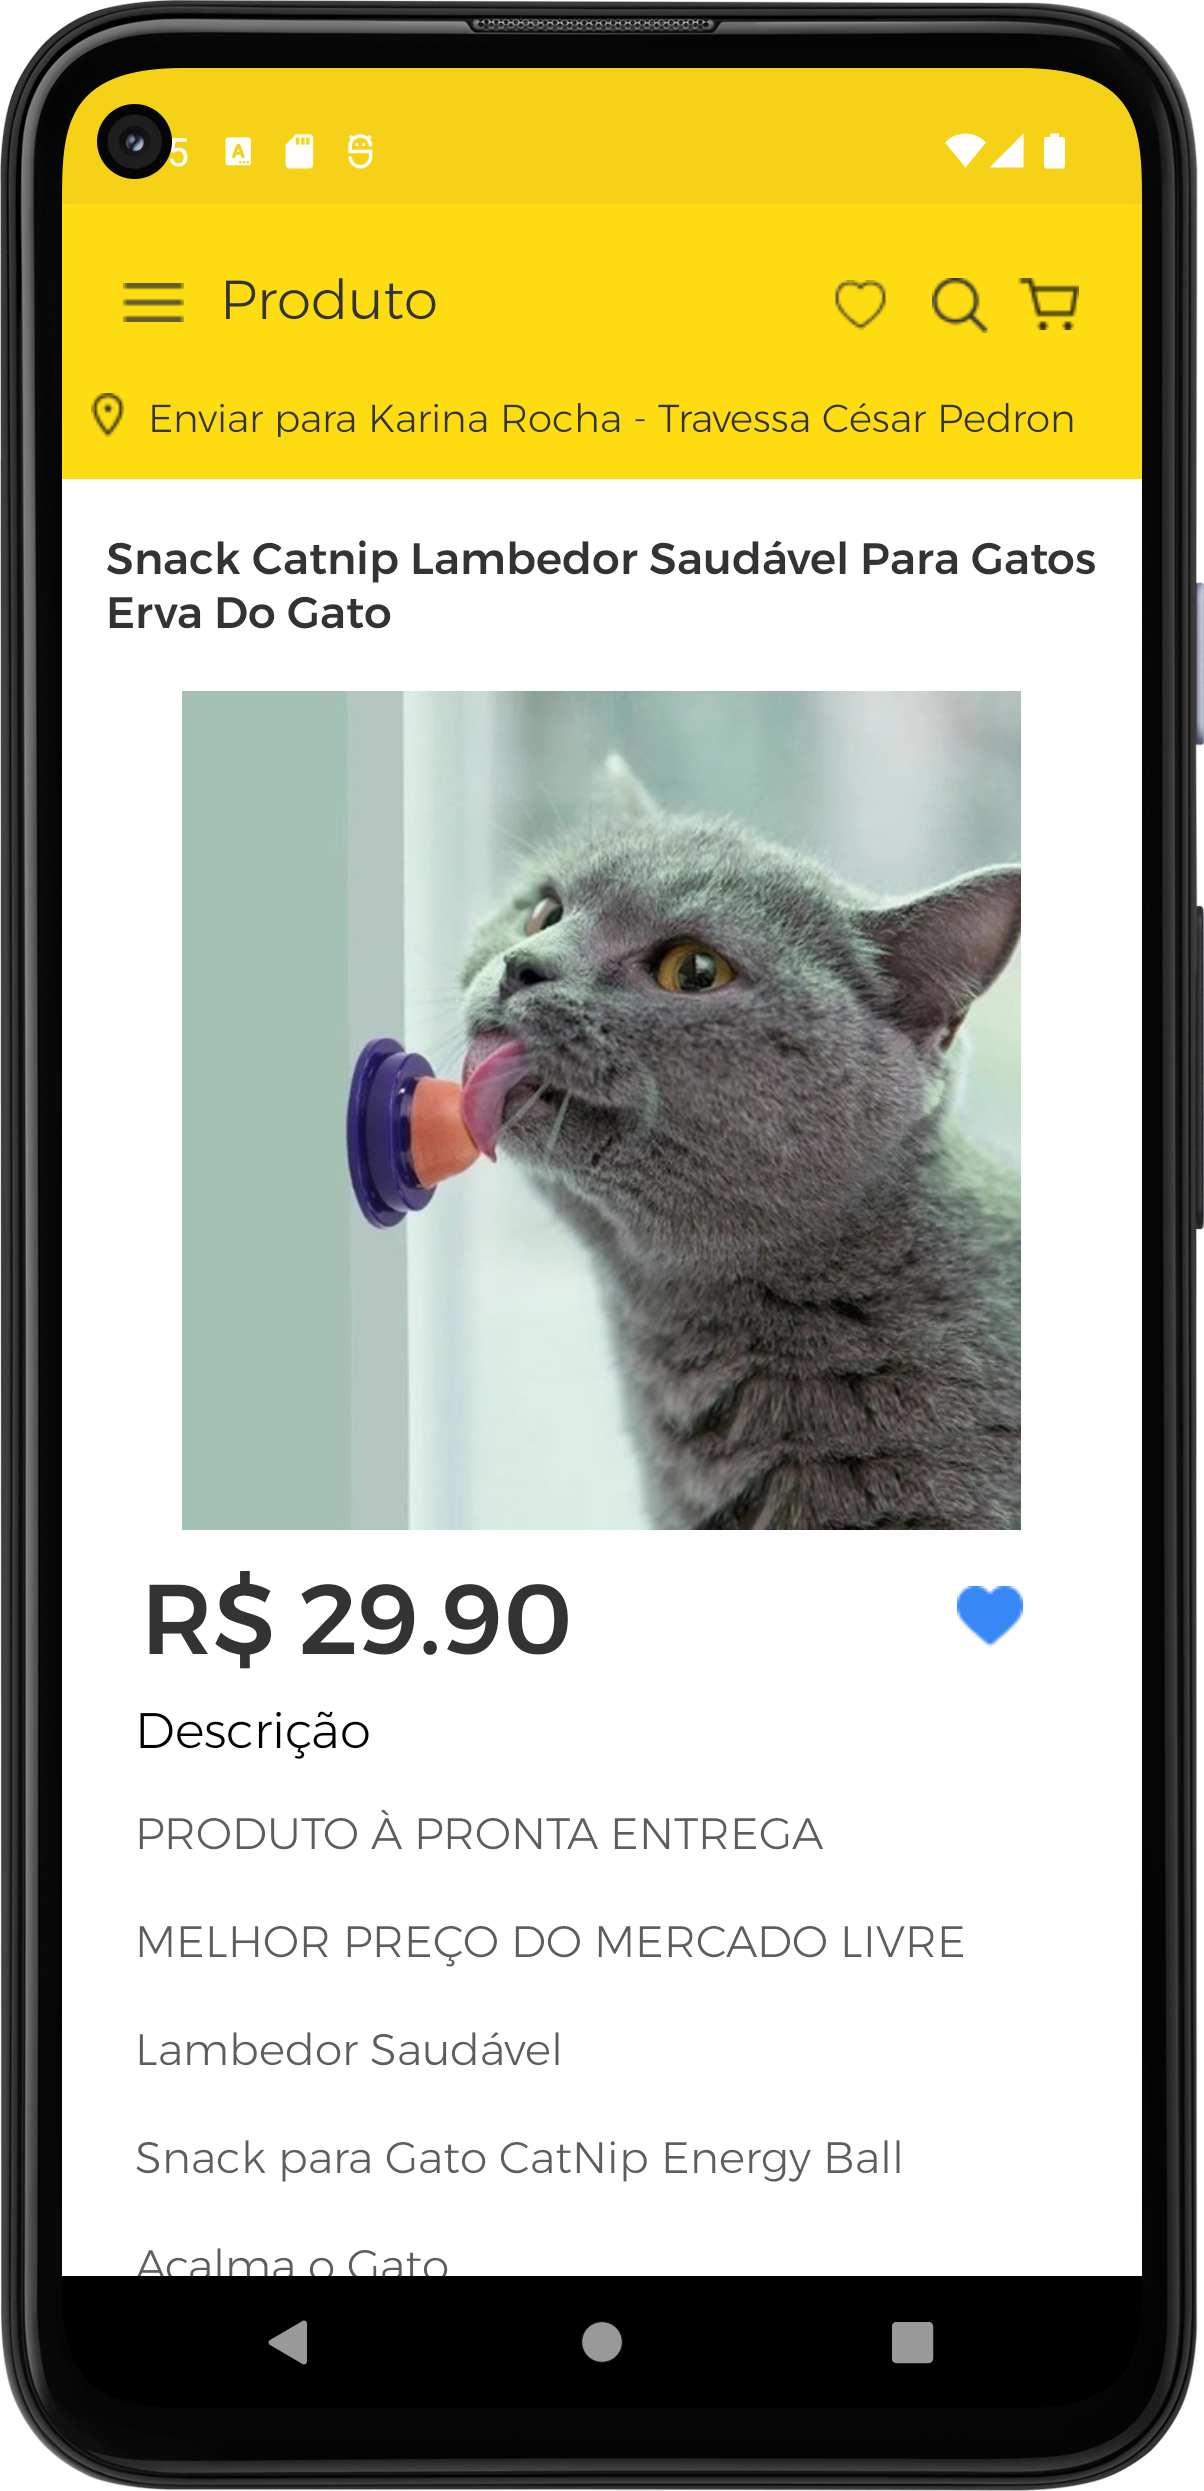 5
Produto
Enviar para Karina Rocha - Travessa César Pedron
Snack Catnip Lambedor Saudável Para Gatos
Erva Do Gato
R$ 29.90
Descrição
PRODUTO À PRONTA ENTREGA
MELHOR PREÇO DO MERCADO LIVRE
Lambedor Saudável
Snack para Gato CatNip Energy Ball
Acalma o Gato